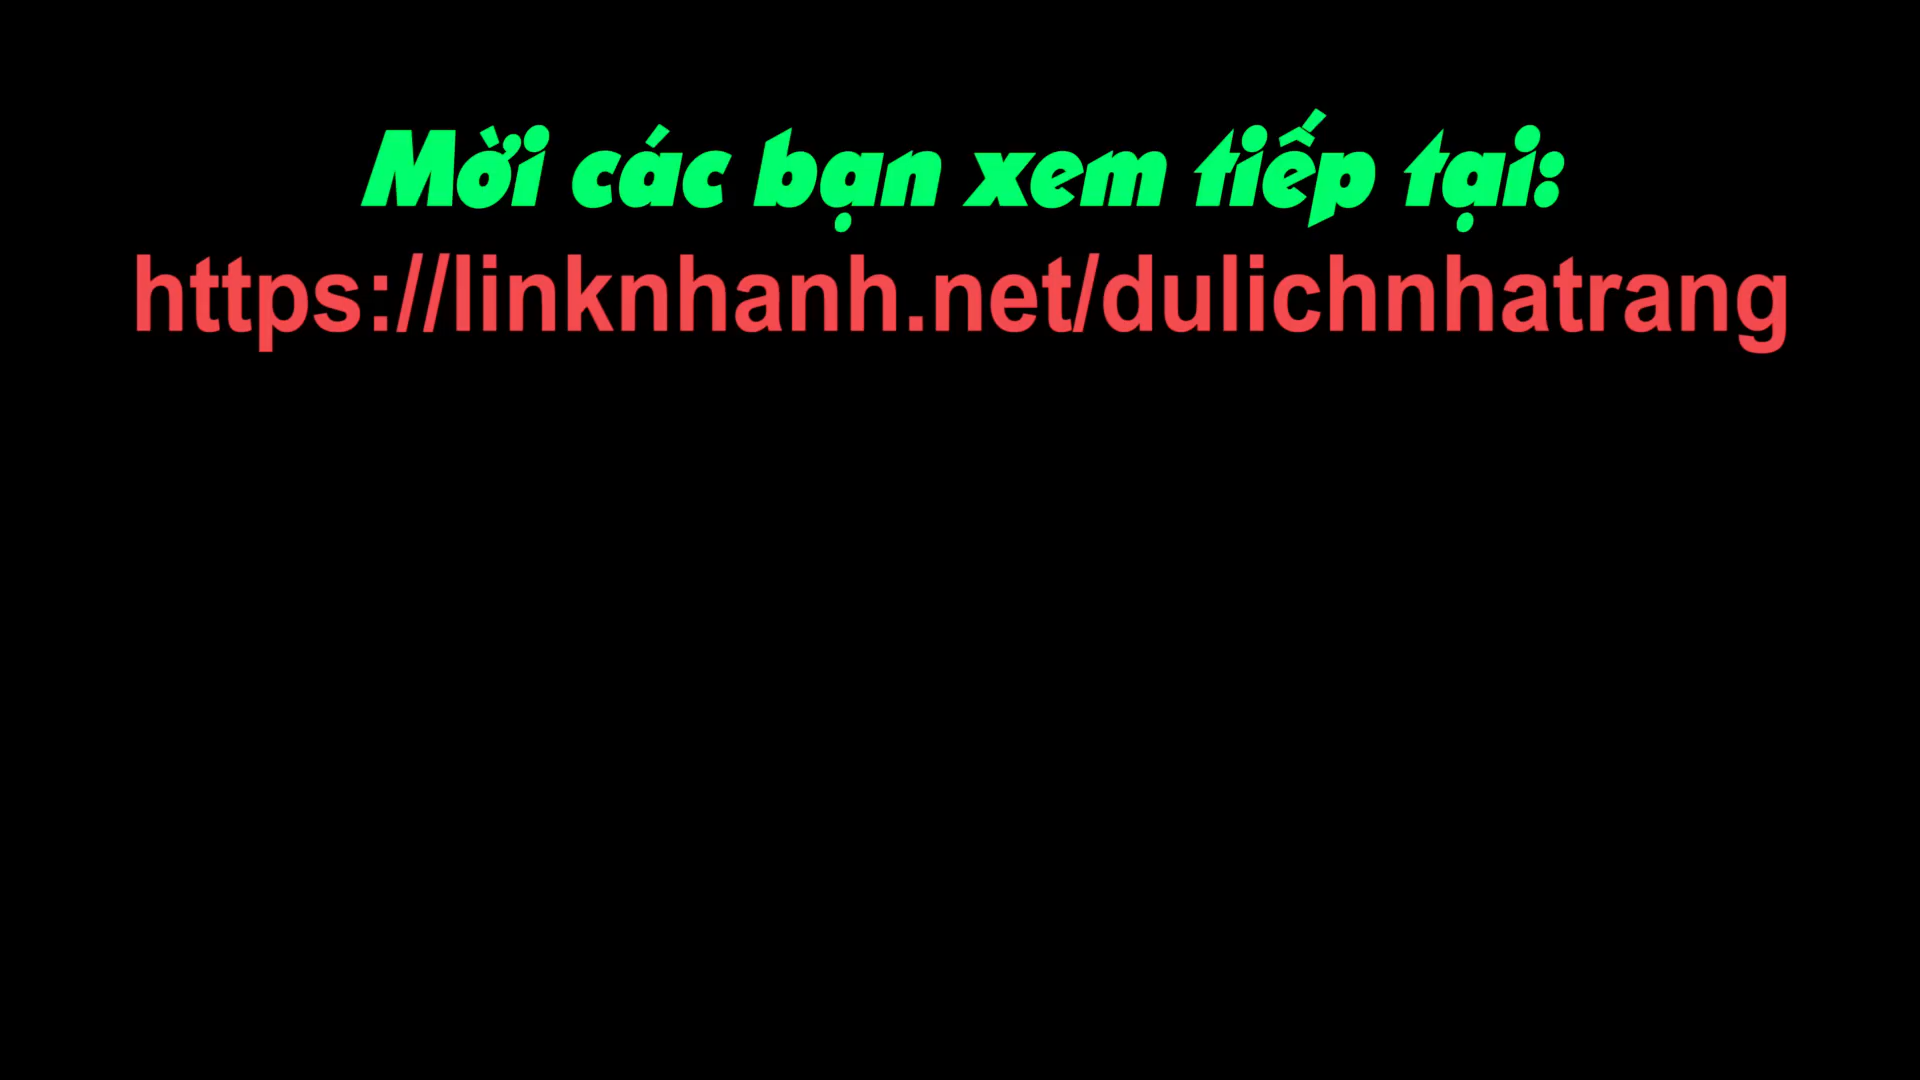 Mời các bạn xem tiếp tại:
https://linknhanh.net/dulichnhatrang